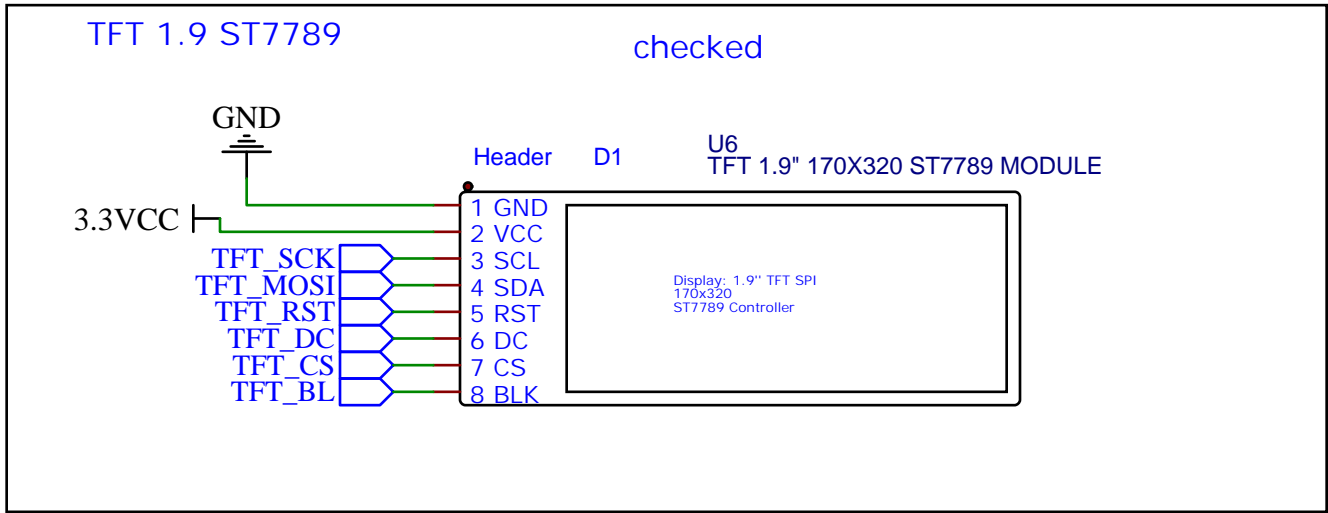 TFT 1.9 ST7789
checked
GND
Header D1
U6
TFT 1.9" 170X320 ST7789 MODULE
3.3VCC
1 GND
2 VCC
TFT_SCK 3 SCL
TFT_MOSI 4 SDA
TFT_RST 5 RST
TFT_DC 6 DC
TFT_CS 7 CS
TFT_BL 8 BLK
Display: 1.9'' TFT SPI
170x320
ST7789 Controller